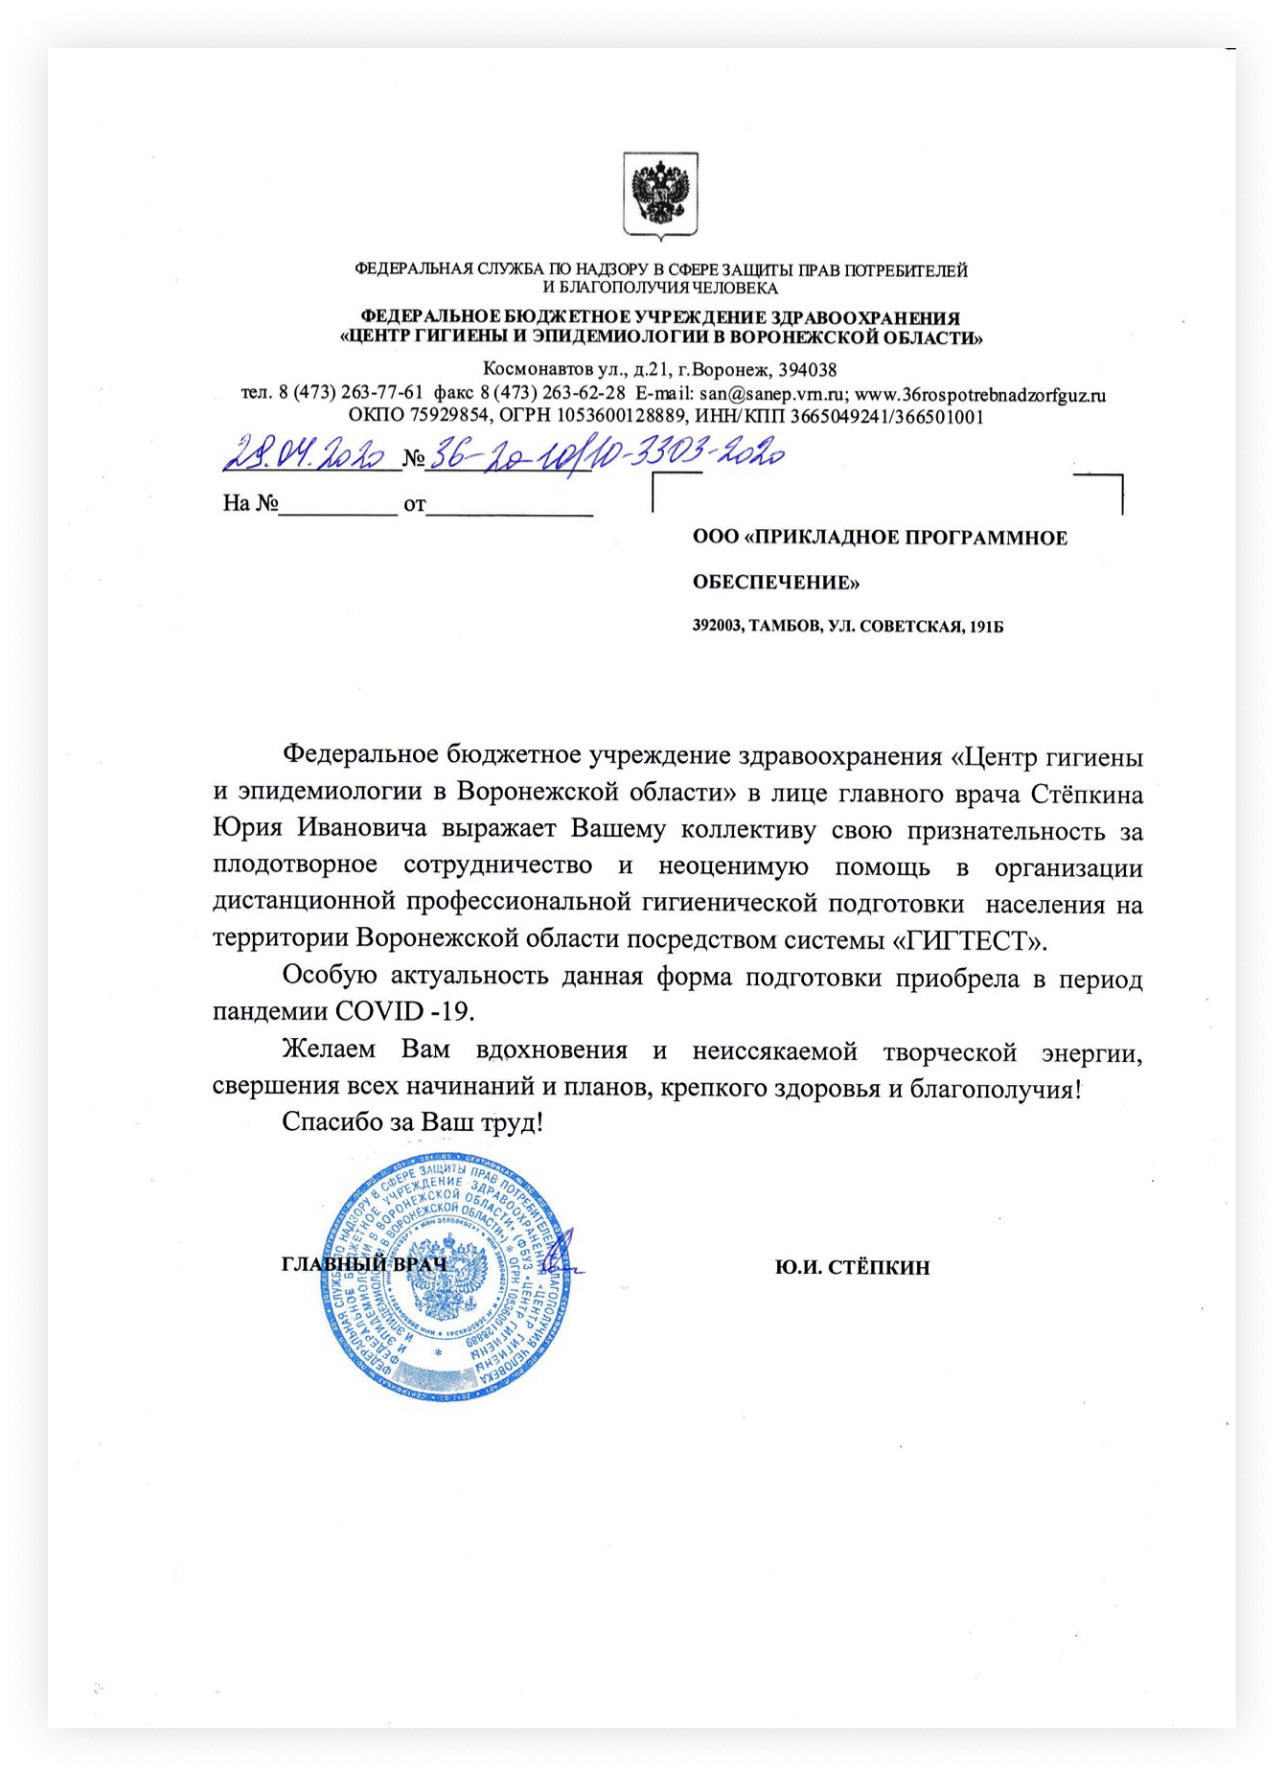 ФЕДЕРАЛЬНАЯ СЛУЖБА ПО НАДЗОРУ В СФЕРЕ ЗАЩИТЫ ПРАВ ПОТРЕБИТЕЛЕЙ
И БЛАГОПОЛУЧИЯ ЧЕЛОВЕКА
ФЕДЕРАЛЬНОЕ БЮДЖЕТНОЕ УЧРЕЖДЕНИЕ ЗДРАВООХРАНЕНИЯ
«ЦЕНТР ГИГИЕНЫ И ЭПИДЕМИОЛОГИИ В ВОРОНЕЖСКОЙ ОБЛАСТИ»
Космонавтов ул., д.21, г.Воронеж, 394038
тел. 8 (473) 263-77-61 факс 8 (473) 263-62-28 E-mail: san@sanep.vrn.ru; www.36rospotrebnadzorfguz.ru
ОКПО 75929854, ОГРН 1053600128889, ИНН/КПП 3665049241/366501001
29.04.2020 № 36-20-10/10-3303-2020
На №__________ от______________
ООО «ПРИКЛАДНОЕ ПРОГРАММНОЕ
ОБЕСПЕЧЕНИЕ»
392003, ТАМБОВ, УЛ. СОВЕТСКАЯ, 191Б
Федеральное бюджетное учреждение здравоохранения «Центр гигиены
и эпидемиологии в Воронежской области» в лице главного врача Стёпкина
Юрия Ивановича выражает Вашему коллективу свою признательность за
плодотворное сотрудничество и неоценимую помощь в организации
дистанционной профессиональной гигиенической подготовки населения на
территории Воронежской области посредством системы «ГИГТЕСТ».
Особую актуальность данная форма подготовки приобрела в период
пандемии COVID -19.
Желаем Вам вдохновения и неиссякаемой творческой энергии,
свершения всех начинаний и планов, крепкого здоровья и благополучия!
Спасибо за Ваш труд!
ГЛАВНЫЙ ВРАЧ
Ю.И. СТЁПКИН
ФЕДЕРАЛЬНАЯ СЛУЖБА ПО НАДЗОРУ В СФЕРЕ ЗАЩИТЫ ПРАВ ПОТРЕБИТЕЛЕЙ И БЛАГОПОЛУЧИЯ ЧЕЛОВЕКА
ФЕДЕРАЛЬНОЕ БЮДЖЕТНОЕ УЧРЕЖДЕНИЕ ЗДРАВООХРАНЕНИЯ «ЦЕНТР ГИГИЕНЫ
И ЭПИДЕМИОЛОГИИ В ВОРОНЕЖСКОЙ ОБЛАСТИ» (ФБУЗ «ЦЕНТР ГИГИЕНЫ
И ЭПИДЕМИОЛОГИИ В ВОРОНЕЖСКОЙ ОБЛАСТИ») * ОГРН 1053600128889 *